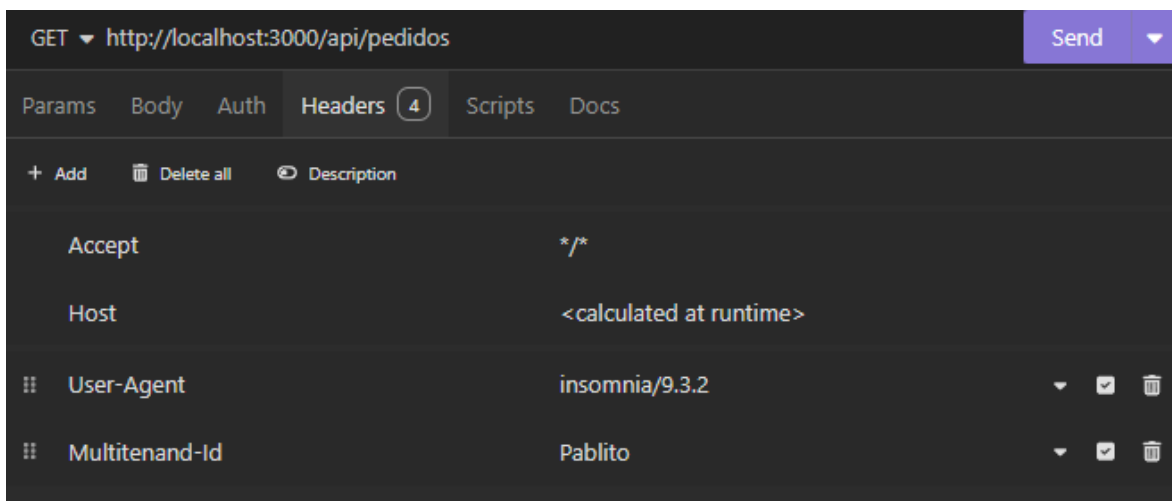 GET http://localhost:3000/api/pedidos Send
Params Body Auth Headers 4 Scripts Docs
+ Add Delete all Description
Accept */*
Host <calculated at runtime>
User-Agent insomnia/9.3.2
Multitenand-Id Pablito